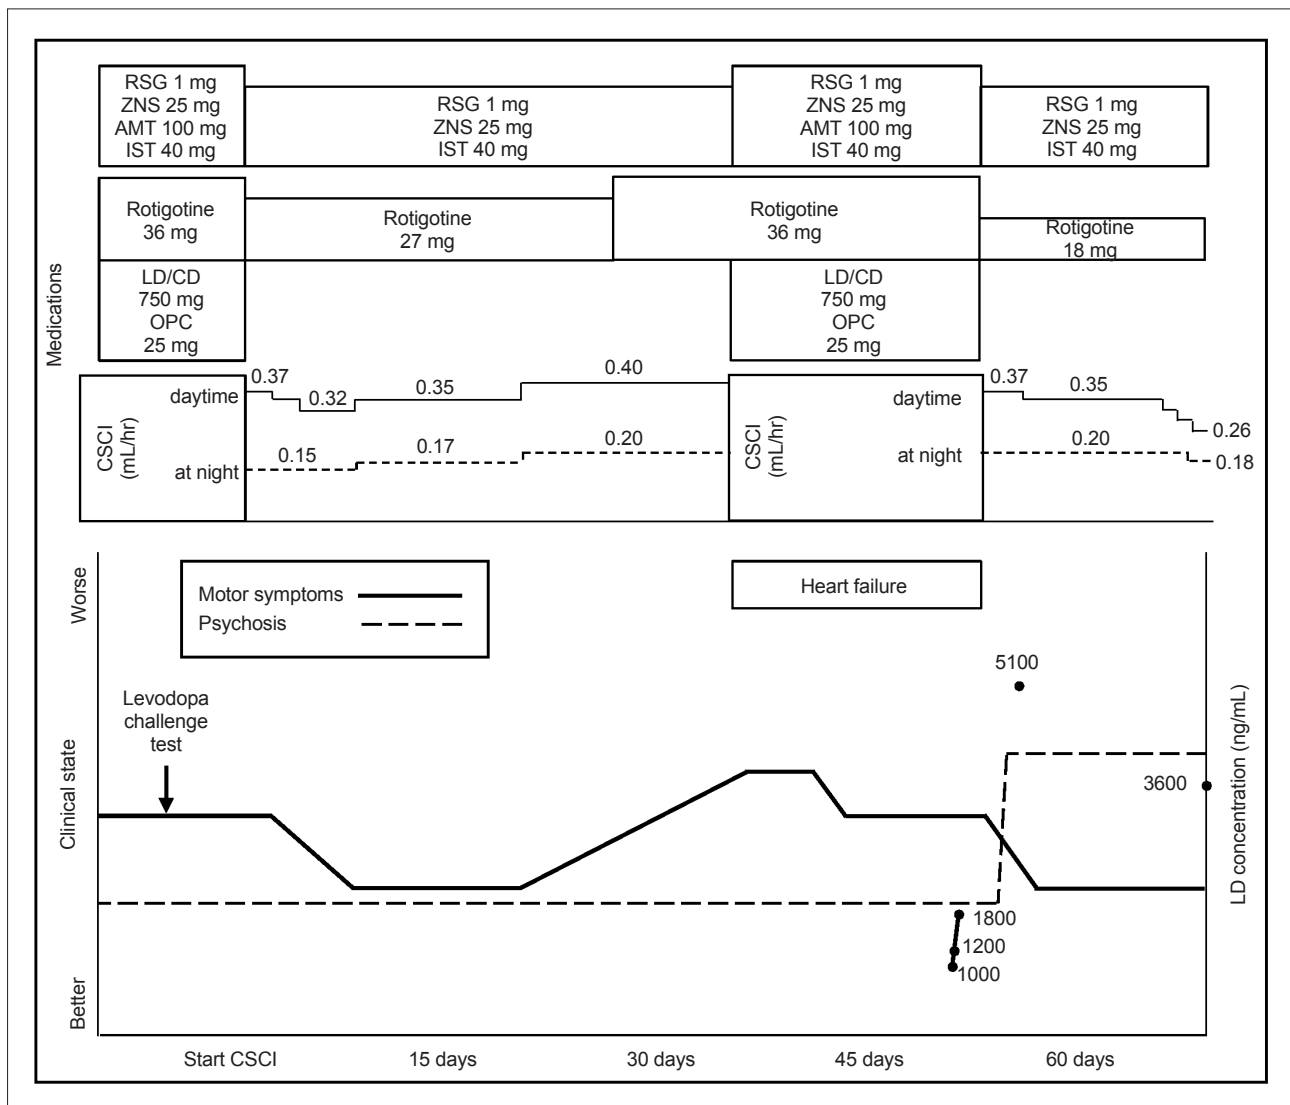 RSG 1 mg
ZNS 25 mg
AMT 100 mg
IST 40 mg
RSG 1 mg
ZNS 25 mg
IST 40 mg
RSG 1 mg
ZNS 25 mg
AMT 100 mg
IST 40 mg
RSG 1 mg
ZNS 25 mg
IST 40 mg
Rotigotine
36 mg
Rotigotine
27 mg
Rotigotine
36 mg
Rotigotine
18 mg
Medications
LD/CD
750 mg
OPC
25 mg
LD/CD
750 mg
OPC
25 mg
CSCI
(mL/hr)
daytime
at night
0.37
0.32
0.35
0.40
0.15
0.17
0.20
CSCI
(mL/hr)
daytime
at night
0.37
0.35
0.26
0.20
0.18
Worse
Clinical state
Better
Motor symptoms
Psychosis
Heart failure
Levodopa
challenge
test
5100
3600
1800
1200
1000
LD concentration (ng/mL)
Start CSCI
15 days
30 days
45 days
60 days